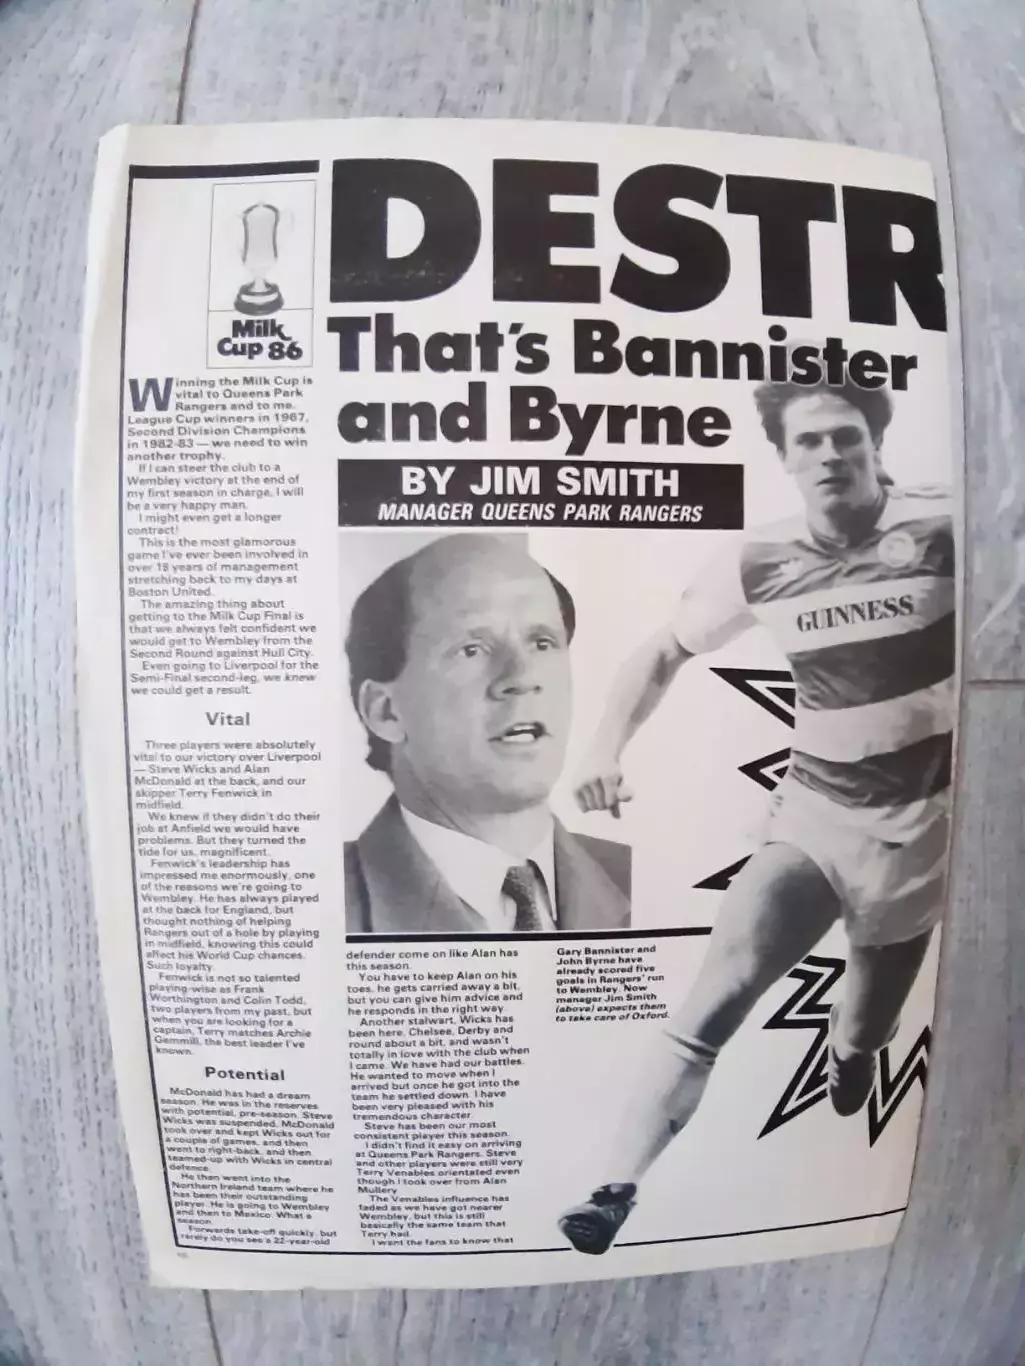 DESTR
That's Bannister
and Byrne
BY JIM SMITH
MANAGER QUEENS PARK RANGERS
Milk
Cup 86
Winning the Milk Cup is
vital to Queens Park
Rangers and to me.
League Cup winners in 1967,
Second Division Champions
in 1982-83 — we need to win
another trophy.
If I can steer the club to a
Wembley victory at the end of
my first season in charge, I will
be a very happy man.
I might even get a longer
contract!
This is the most glamorous
game I've ever been involved in
over 18 years of management
stretching back to my days at
Boston United.
The amazing thing about
getting to the Milk Cup Final is
that we always felt confident we
would get to Wembley from the
Second Round against Hull City.
Even going to Liverpool for the
Semi-Final second-leg, we knew
we could get a result.
Vital
Three players were absolutely
vital to our victory over Liverpool
— Steve Wicks and Alan
McDonald at the back, and our
skipper Terry Fenwick in
midfield.
We knew if they didn't do their
job at Anfield we would have
problems. But they turned the
tide for us, magnificent.
Fenwick's leadership has
impressed me enormously, one
of the reasons we're going to
Wembley. He has always played
at the back for England, but
thought nothing of helping
Rangers out of a hole by playing
in midfield, knowing this could
affect his World Cup chances.
Such loyalty.
Fenwick is not so talented
playing-wise as Frank
Worthington and Colin Todd,
two players from my past, but
when you are looking for a
captain, Terry matches Archie
Gemmill, the best leader I've
known.
Potential
McDonald has had a dream
season. He was in the reserves
with potential, pre-season. Steve
Wicks was suspended, McDonald
took over and kept Wicks out for
a couple of games, and then
went to right-back, and then
teamed-up with Wicks in central
defence.
He then went into the
Northern Ireland team where he
has been their outstanding
player. He is going to Wembley
and then to Mexico. What a
season.
Forwards take-off quickly, but
rarely do you see a 22-year-old
defender come on like Alan has
this season.
You have to keep Alan on his
toes, he gets carried away a bit,
but you can give him advice and
he responds in the right way.
Another stalwart, Wicks has
been here, Chelsea, Derby and
round about a bit, and wasn't
totally in love with the club when
I came. We have had our battles.
He wanted to move when I
arrived but once he got into the
team he settled down. I have
been very pleased with his
tremendous character.
Steve has been our most
consistent player this season.
I didn't find it easy on arriving
at Queens Park Rangers. Steve
and other players were still very
Terry Venables orientated even
though I took over from Alan
Mullery.
The Venables influence has
faded as we have got nearer
Wembley, but this is still
basically the same team that
Terry had.
I want the fans to know that
Gary Bannister and
John Byrne have
already scored five
goals in Rangers' run
to Wembley. Now
manager Jim Smith
(above) expects them
to take care of Oxford.
GUINNESS